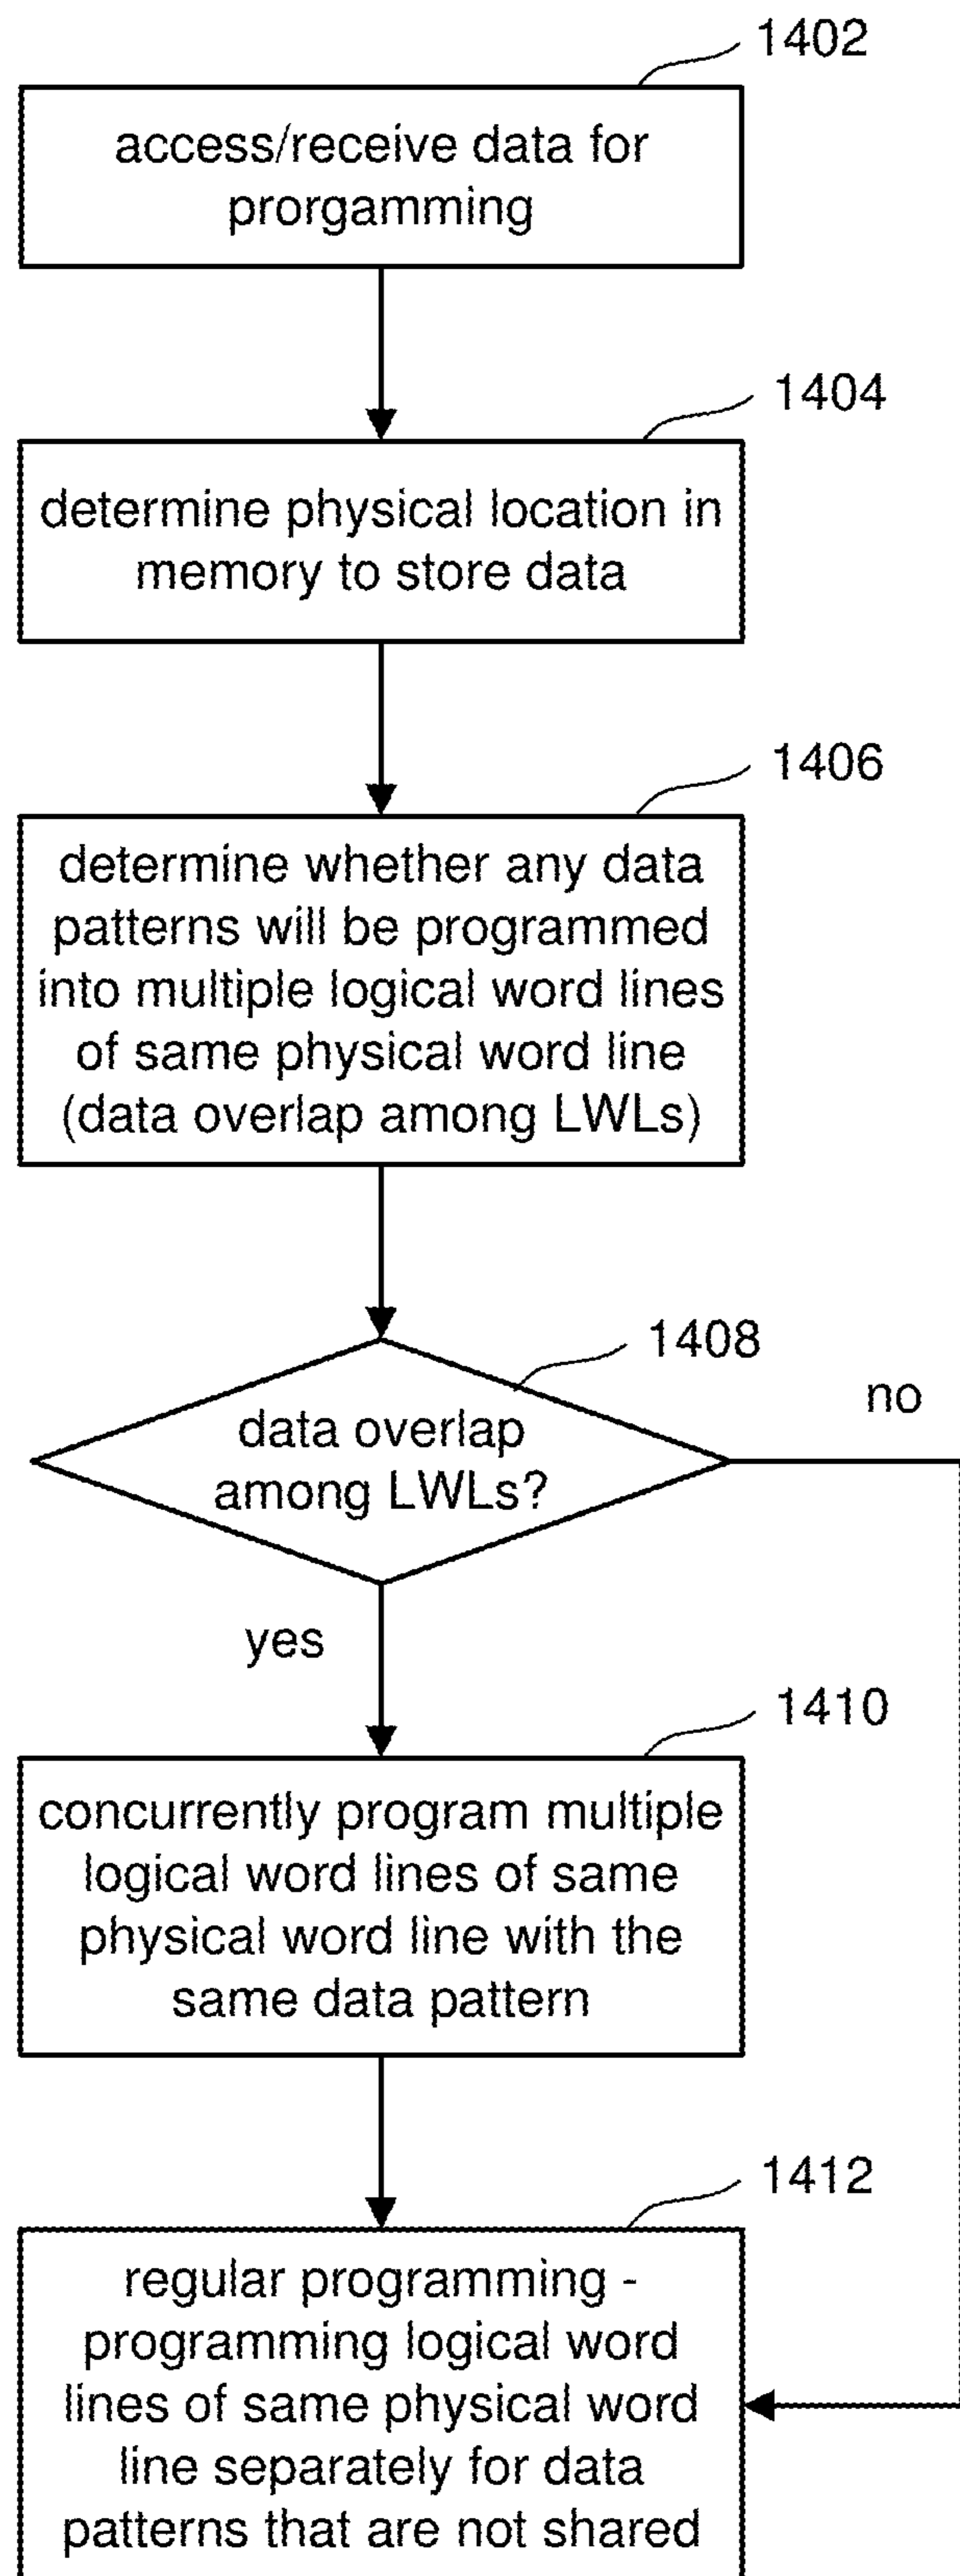 1402
access/receive data for
prorgamming
1404
determine physical location in
memory to store data
1406
determine whether any data
patterns will be programmed
into multiple logical word lines
of same physical word line
(data overlap among LWLs)
1408
no
data overlap
among LWLs?
yes
1410
concurrently program multiple
logical word lines of same
physical word line with the
same data pattern
1412
regular programming -
programming logical word
lines of same physical word
line separately for data
patterns that are not shared